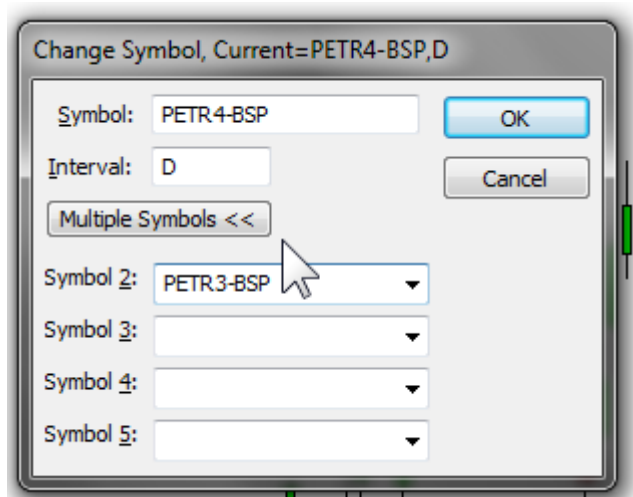 Change Symbol, Current=PETR4-BSP,D
Symbol: PETR4-BSP OK
Interval: D Cancel
Multiple Symbols <<
Symbol 2: PETR3-BSP
Symbol 3:
Symbol 4:
Symbol 5: